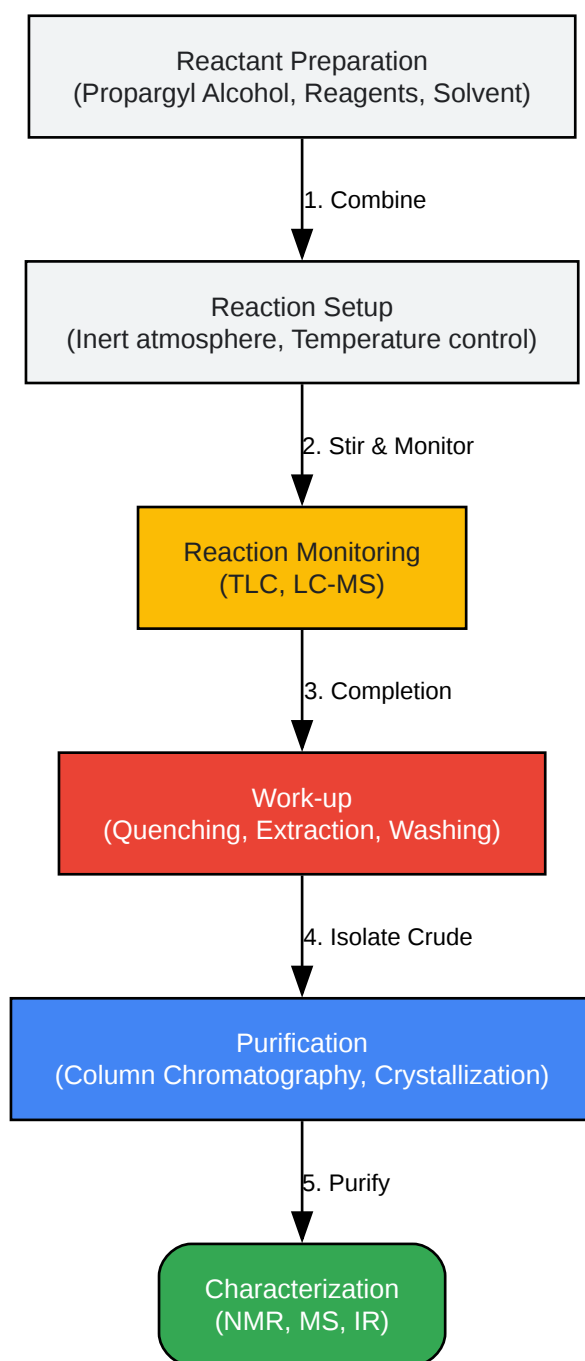 Reactant Preparation
(Propargyl Alcohol, Reagents, Solvent)
1. Combine
Reaction Setup
(Inert atmosphere, Temperature control)
2. Stir & Monitor
Reaction Monitoring
(TLC, LC-MS)
3. Completion
Work-up
(Quenching, Extraction, Washing)
4. Isolate Crude
Purification
(Column Chromatography, Crystallization)
5. Purify
Characterization
(NMR, MS, IR)